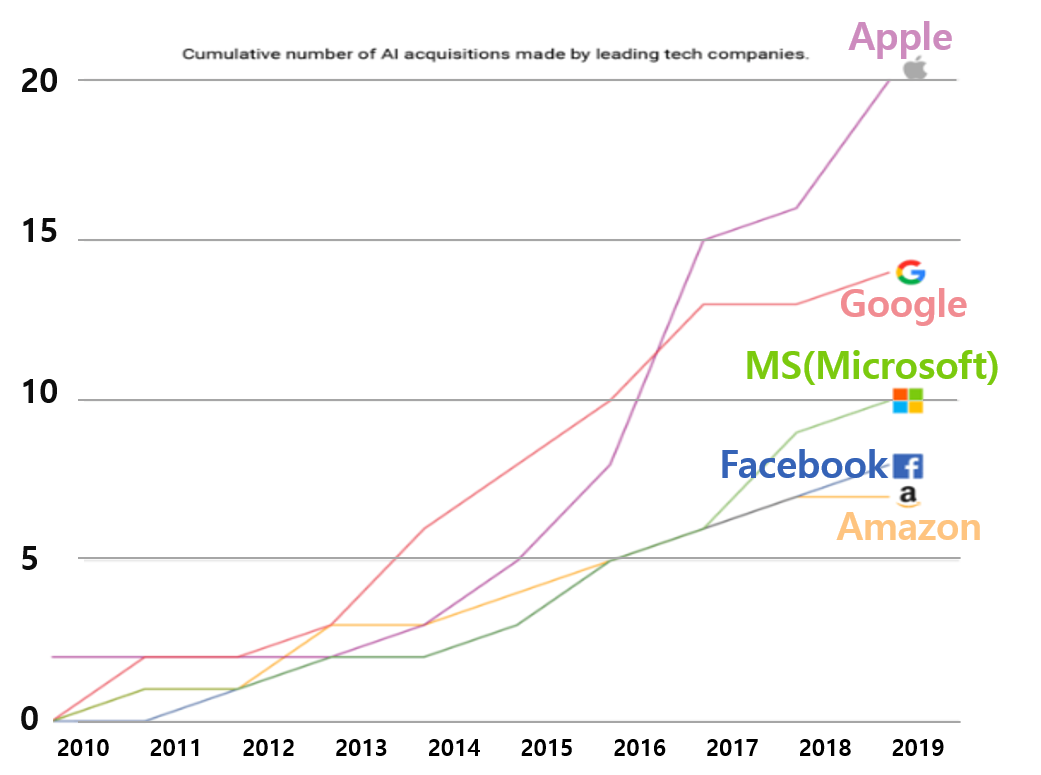 Apple
Cumulative number of AI acquisitions made by leading tech companies.
20
15
Google
MS(Microsoft)
10
Facebook
a
Amazon
5
0
2010 2011 2012 2013 2014 2015 2016 2017 2018 2019